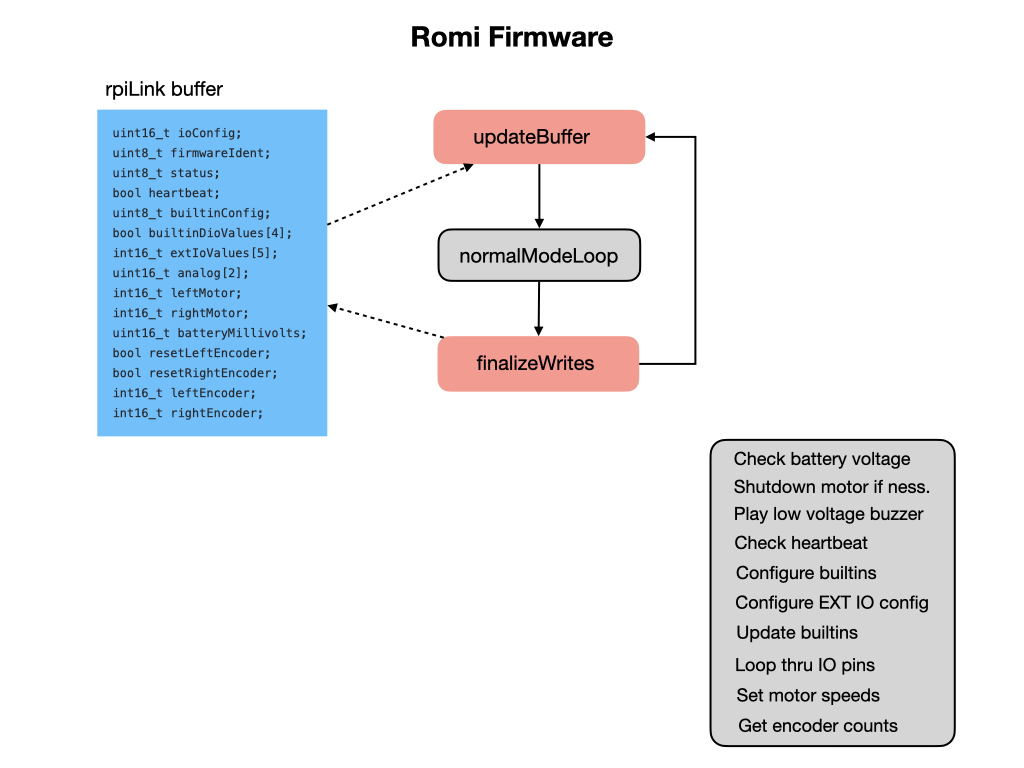 Romi Firmware
rpiLink buffer
uint16_t ioConfig;
uint8_t firmwareIdent;
uint8_t status;
bool heartbeat;
uint8_t builtinConfig;
bool builtinDioValues[4];
int16_t extIoValues[5];
uint16_t analog[2];
int16_t leftMotor;
int16_t rightMotor;
uint16_t batteryMillivolts;
bool resetLeftEncoder;
bool resetRightEncoder;
int16_t leftEncoder;
int16_t rightEncoder;
updateBuffer
normalModeLoop
finalizeWrites
Check battery voltage
Shutdown motor if ness.
Play low voltage buzzer
Check heartbeat
Configure builtins
Configure EXT IO config
Update builtins
Loop thru IO pins
Set motor speeds
Get encoder counts